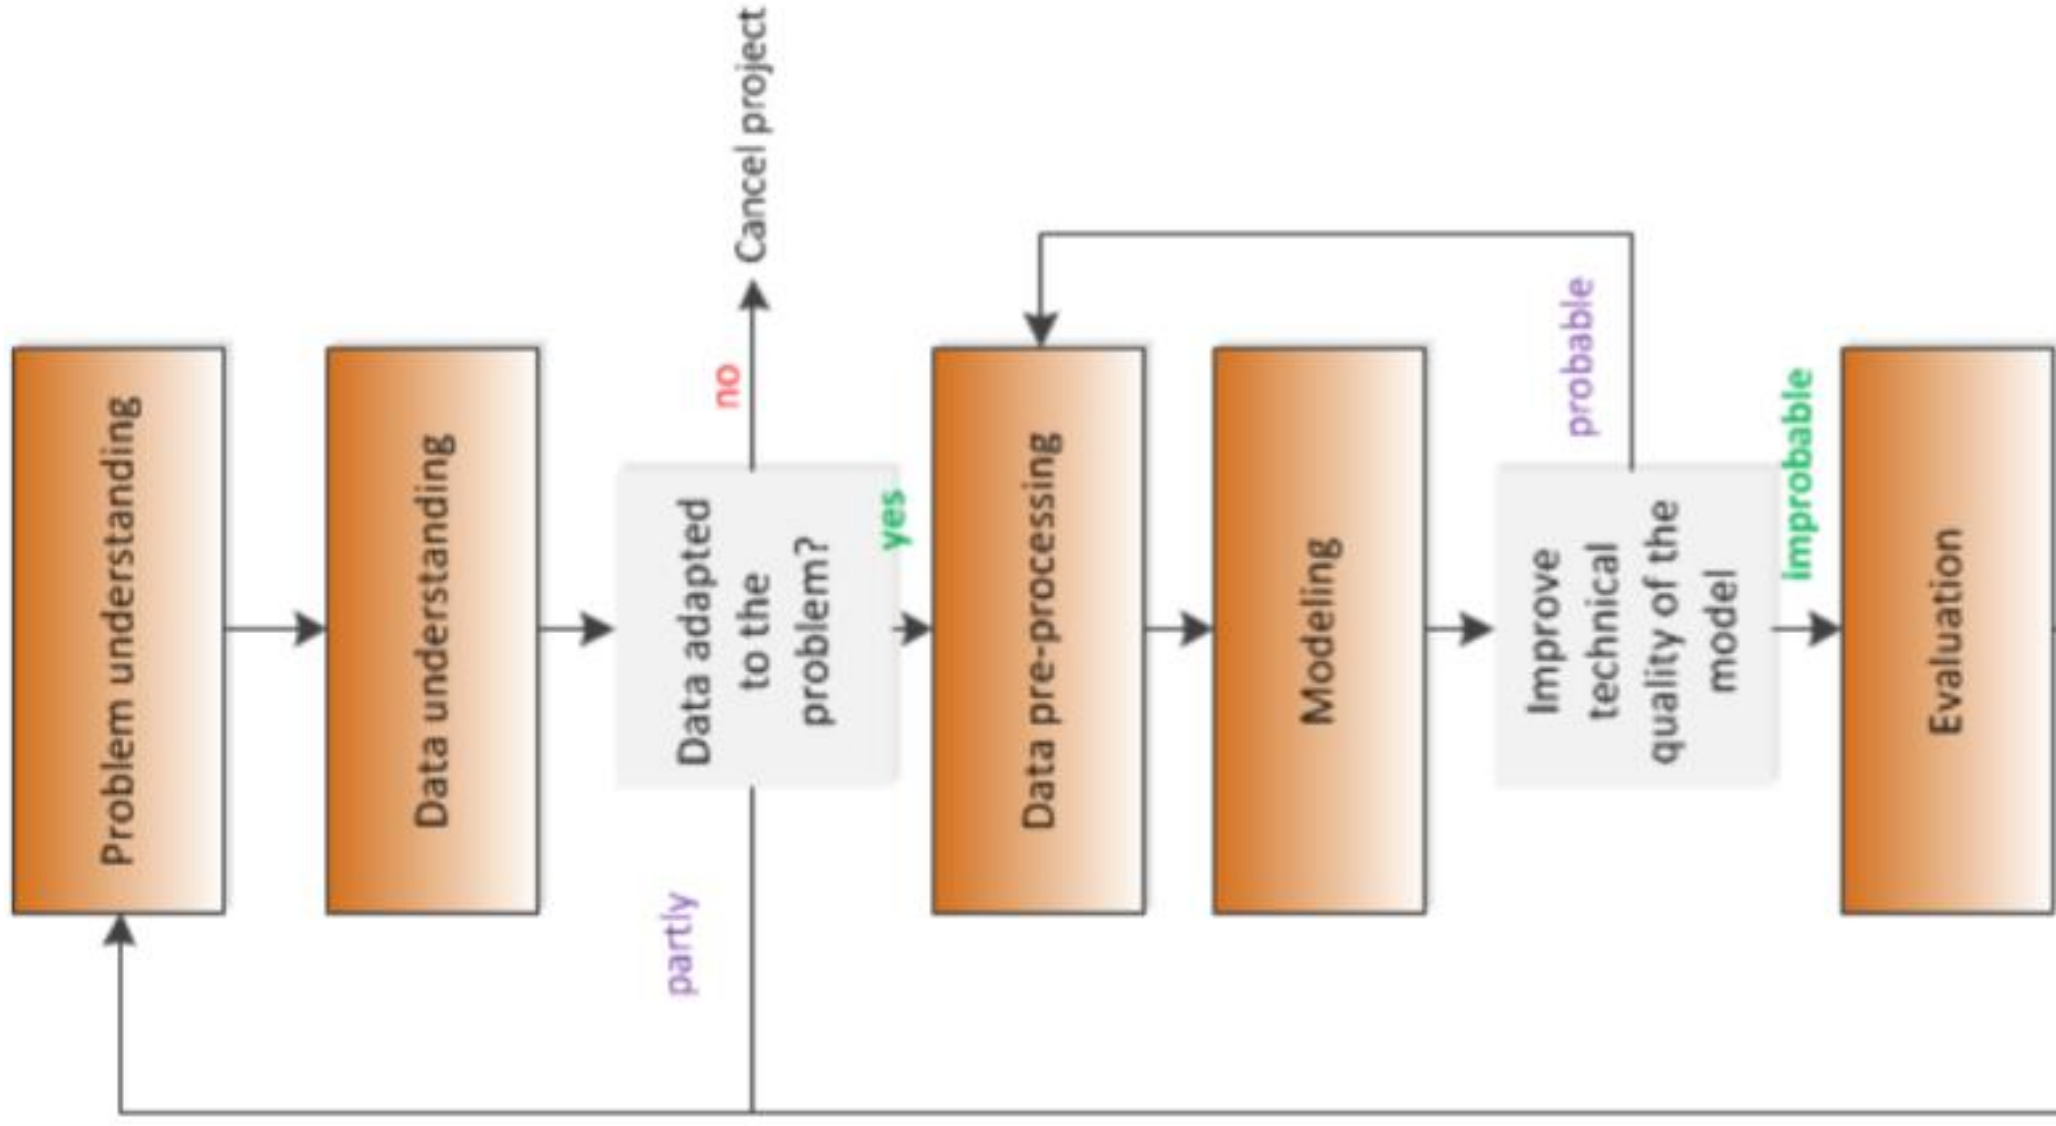 Problem understanding
Data understanding
Data adapted
to the
problem?
partly
no
Cancel project
yes
Data pre-processing
Modeling
Improve
technical
quality of the
model
probable
improbable
Evaluation